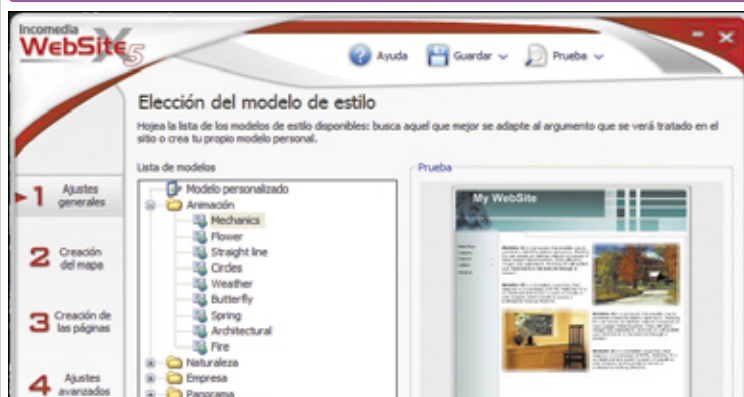 Incomedia
WebSite X5
Ayuda
Guardar
Prueba
Elección del modelo de estilo
Hojea la lista de los modelos de estilo disponibles: busca aquel que mejor se adapte al argumento que se verá tratado en el
sitio o crea tu propio modelo personal.
Lista de modelos
Prueba
1 Ajustes
generales
2 Creación
del mapa
3 Creación de
las páginas
4 Ajustes
avanzados
Modelo personalizado
Animación
Mechanics
Flower
Straight line
Circles
Weather
Butterfly
Spring
Architectural
Fire
Naturaleza
Empresa
Panorama
My WebSite